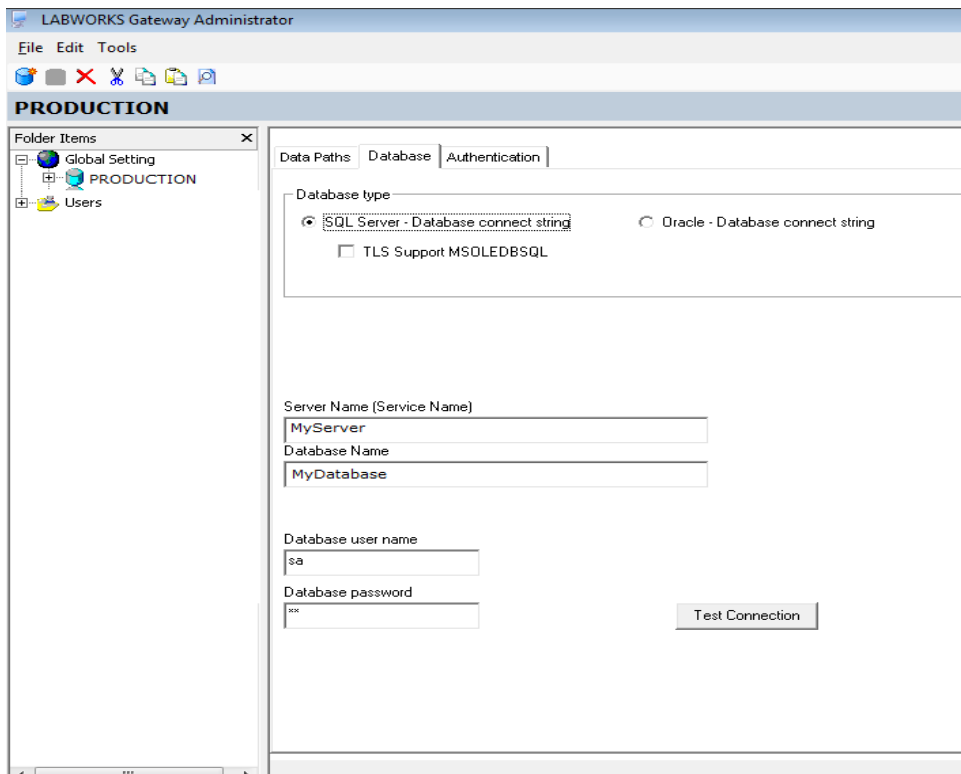 LABWORKS Gateway Administrator
File Edit Tools
PRODUCTION
Folder Items
Global Setting
PRODUCTION
Users
Data Paths Database Authentication
Database type
SQL Server - Database connect string Oracle - Database connect string
TLS Support MSOLEDBSQL
Server Name (Service Name)
MyServer
Database Name
MyDatabase
Database user name
sa
Database password
**
Test Connection